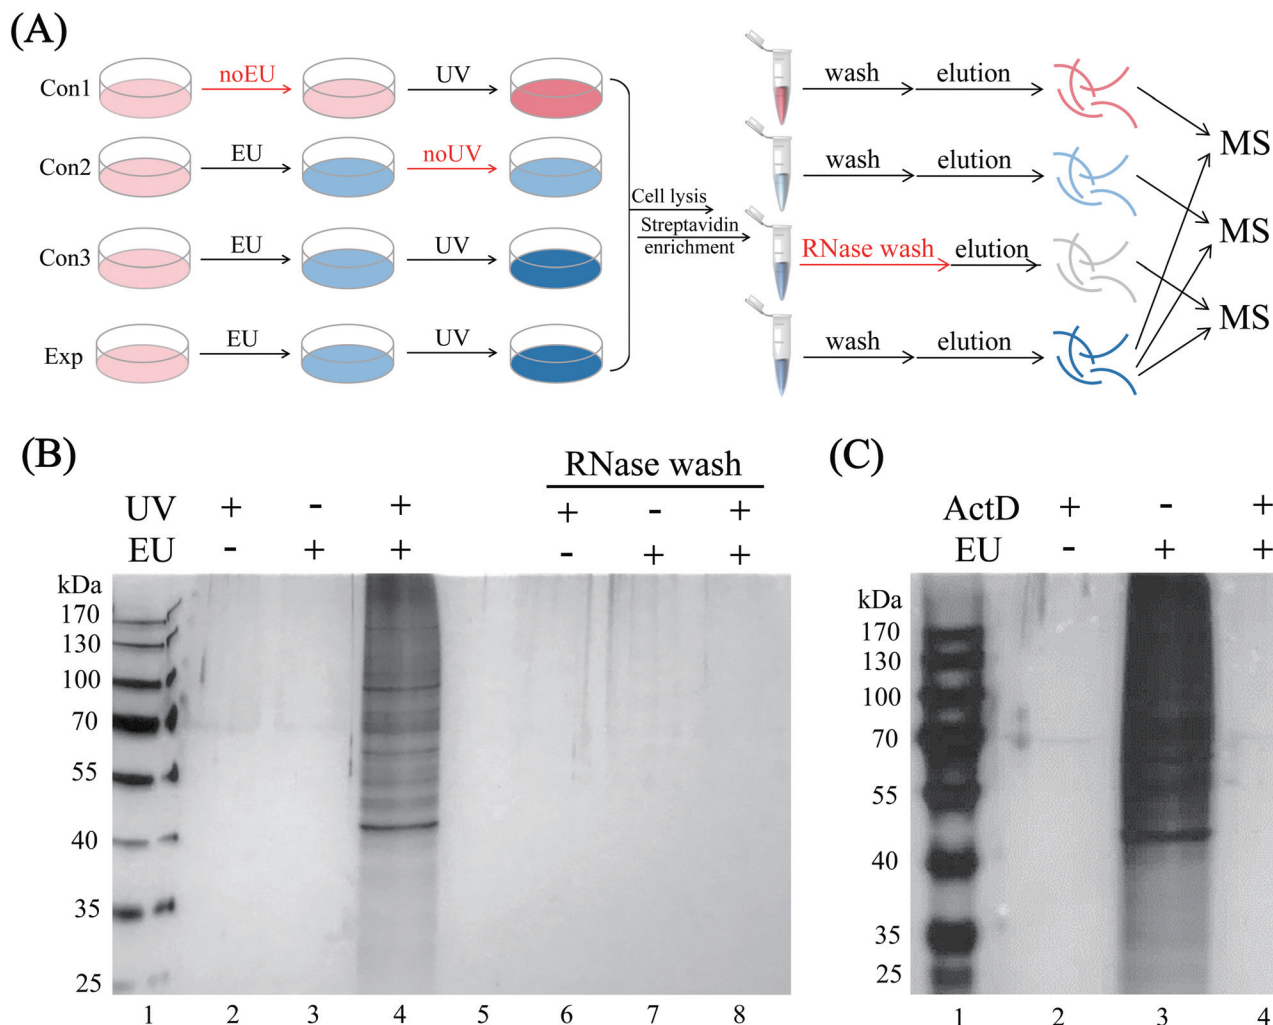 (A)
Con1 noEU UV wash elution
MS
Con2 EU noUV wash elution
Cell lysis
Streptavidin
enrichment
MS
Con3 EU UV RNase wash elution
MS
Exp EU UV wash elution
(B)
RNase wash
UV + - + + - +
EU - + + - + +
kDa
170
130
100
70
55
40
35
25
1 2 3 4 5 6 7 8
(C)
ActD + - +
EU - + +
kDa
170
130
100
70
55
40
35
25
1 2 3 4